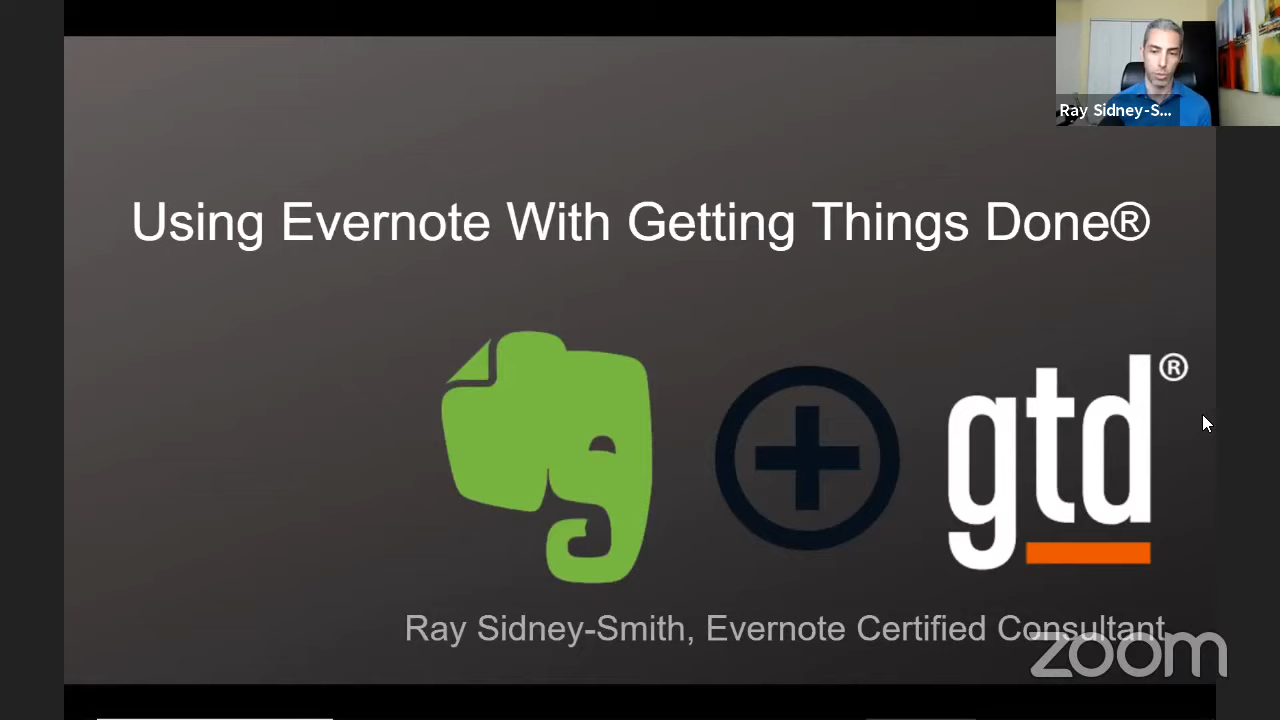 Ray Sidney-S...
Using Evernote With Getting Things Done®
gtd®
Ray Sidney-Smith, Evernote Certified Consultant
zoom